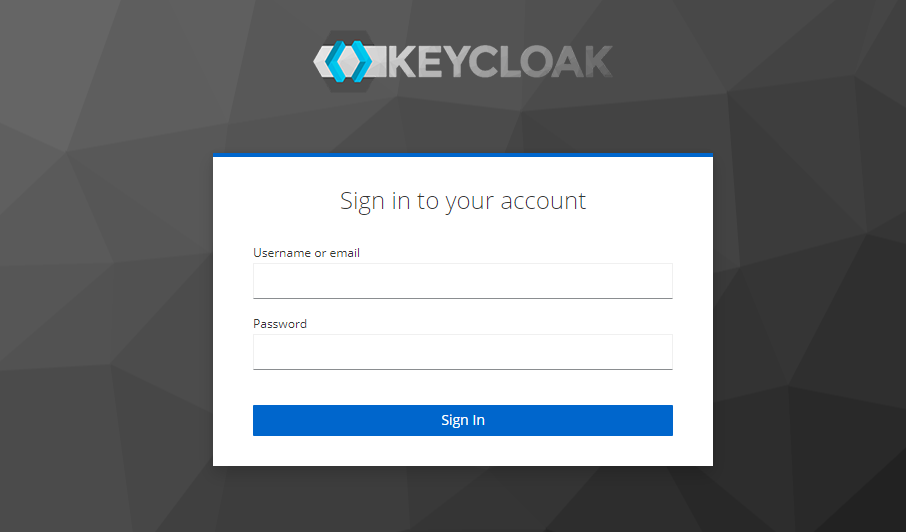 KEYCLOAK
Sign in to your account
Username or email
Password
Sign In